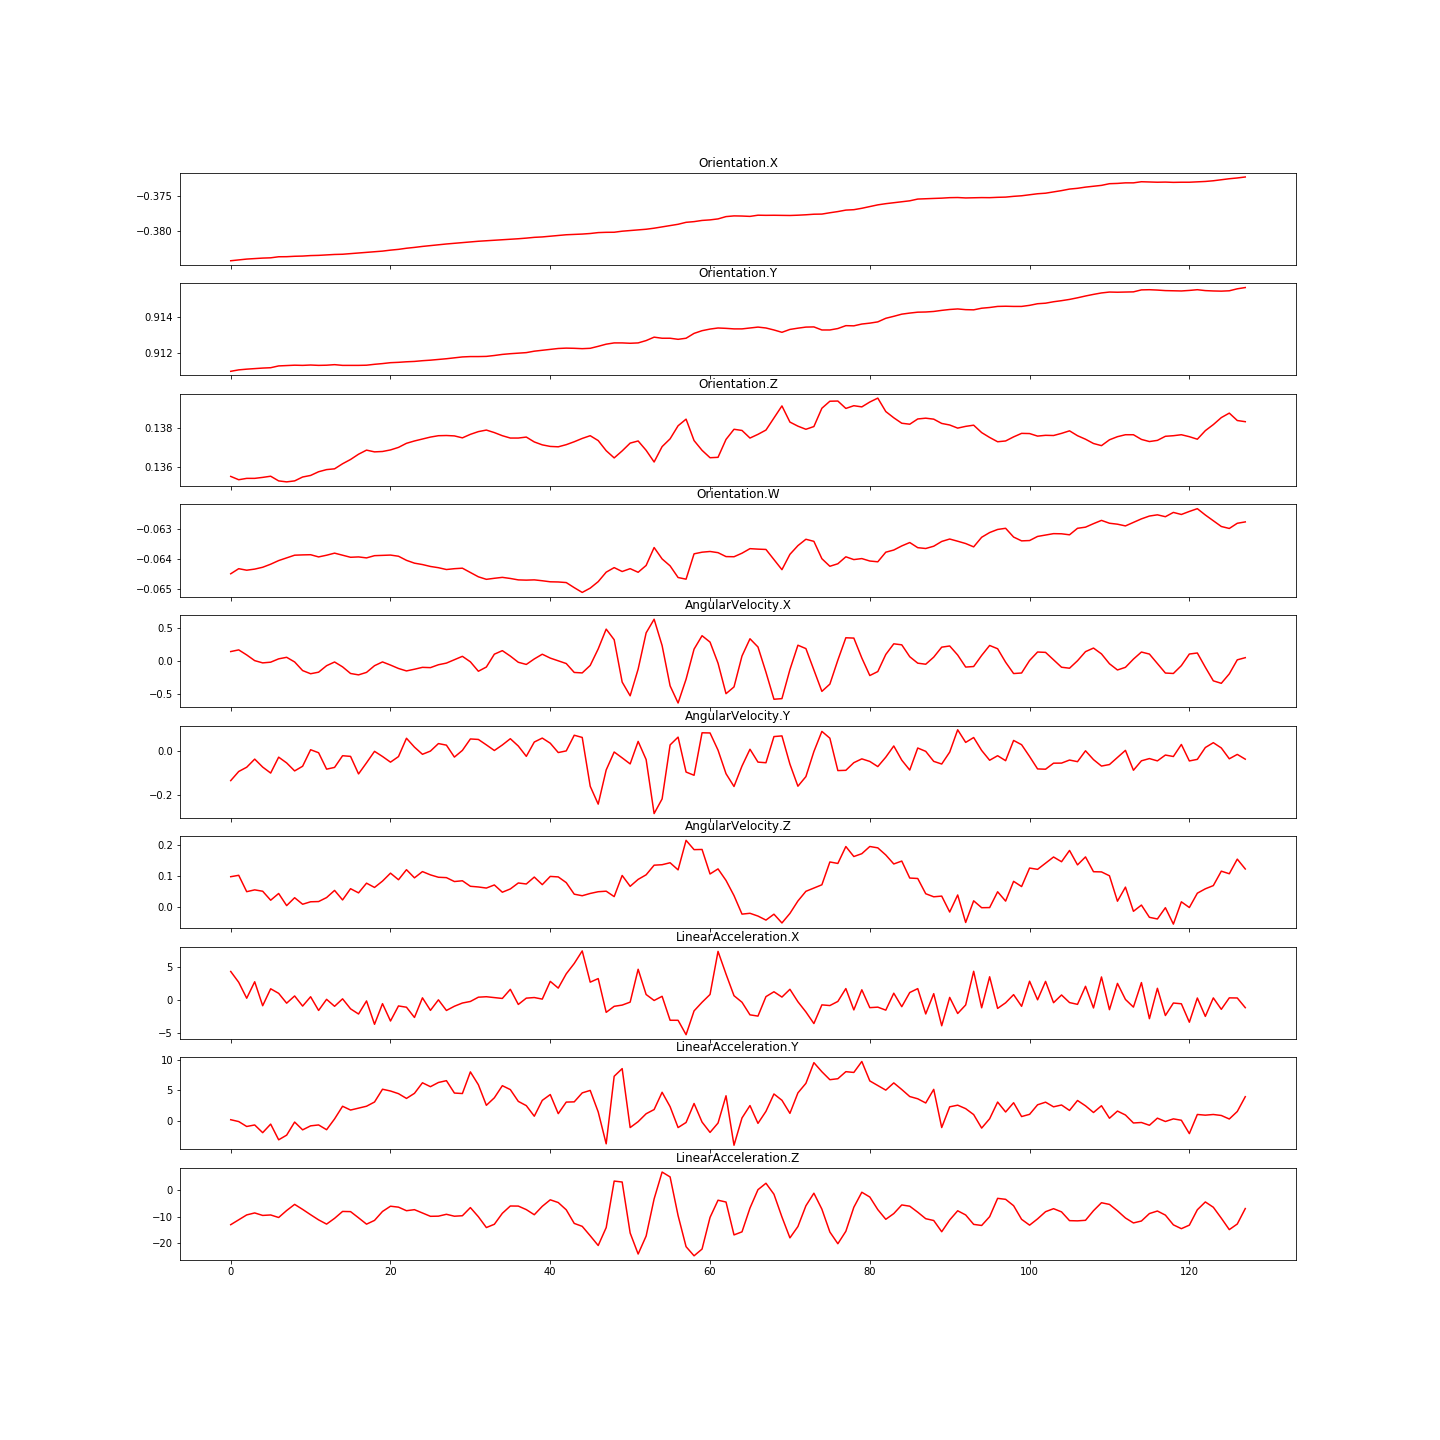 Orientation.X
−0.375
−0.380
Orientation.Y
0.914
0.912
Orientation.Z
0.138
0.136
Orientation.W
−0.063
−0.064
−0.065
AngularVelocity.X
0.5
0.0
−0.5
AngularVelocity.Y
0.0
−0.2
AngularVelocity.Z
0.2
0.1
0.0
LinearAcceleration.X
5
0
−5
LinearAcceleration.Y
10
5
0
LinearAcceleration.Z
0
−10
−20
0 20 40 60 80 100 120